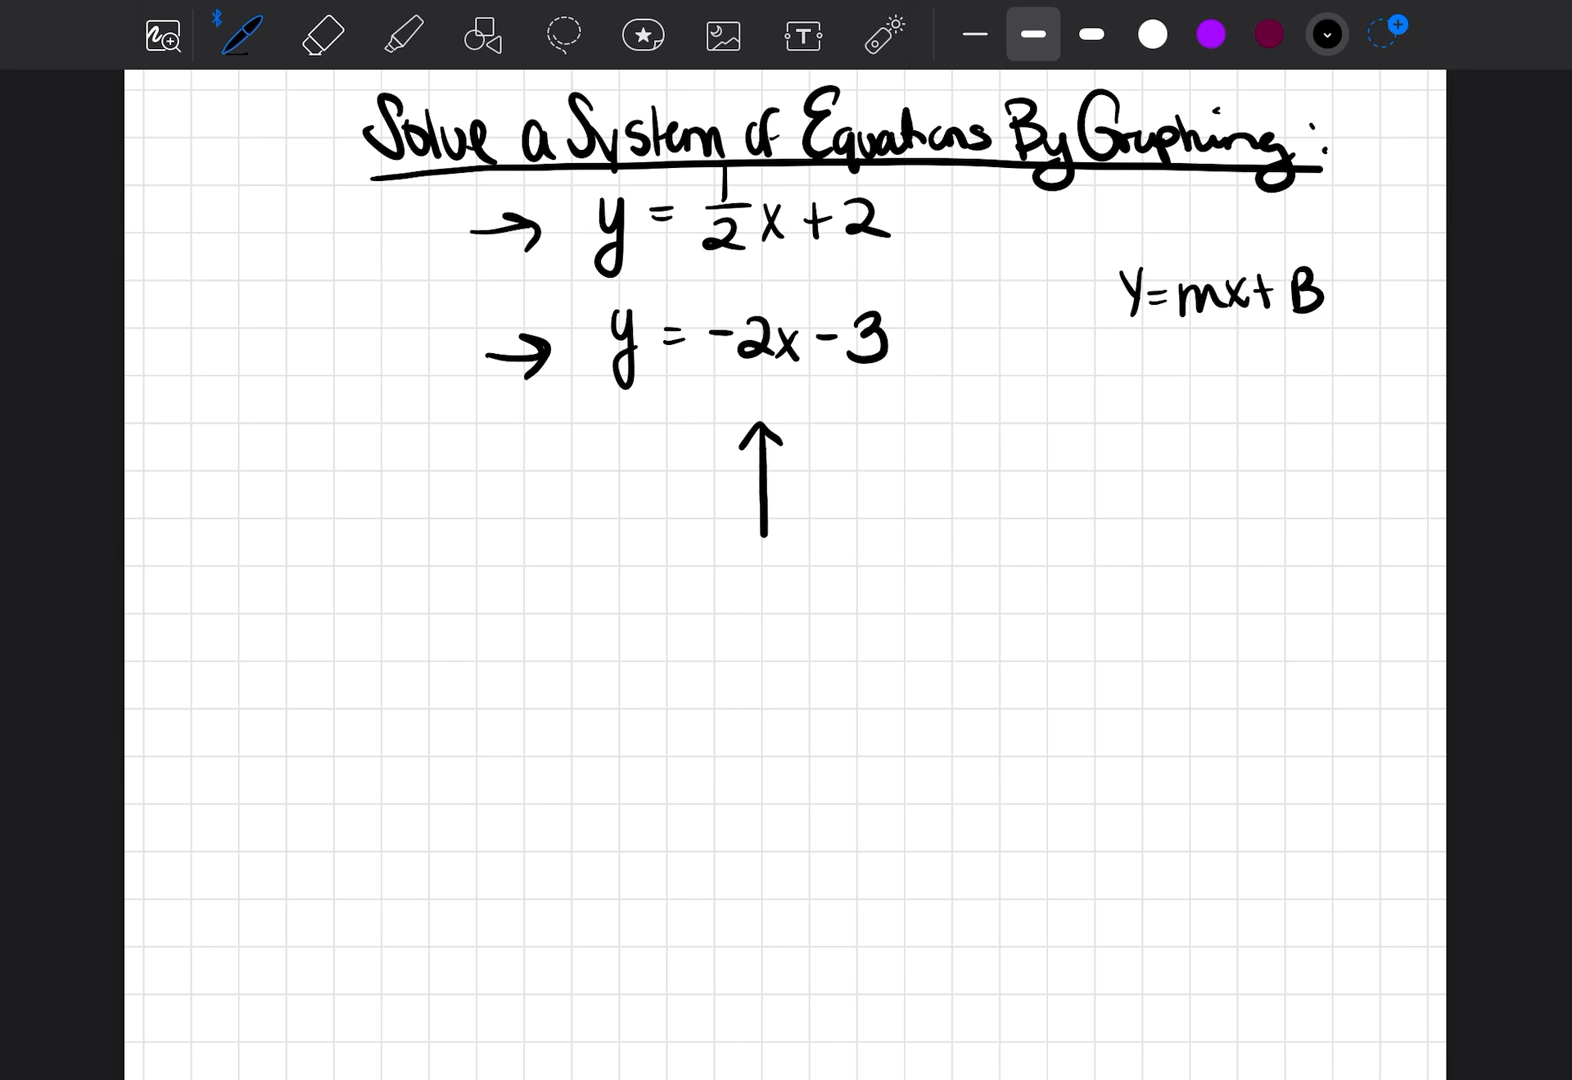 Solve a System of Equations By Graphing:
→ y = 1/2 x + 2
Y = mx + B
→ y = -2x - 3